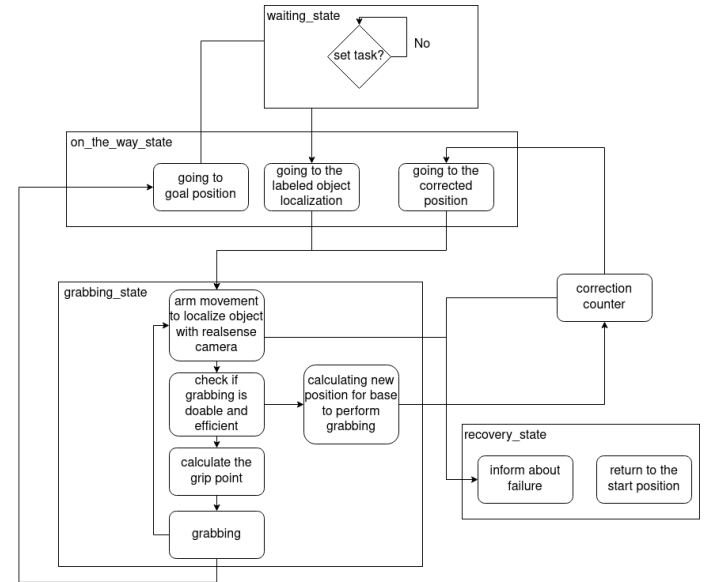 waiting_state
set task?
No
on_the_way_state
going to
goal position
going to the
labeled object
localization
going to the
corrected
position
grabbing_state
arm movement
to localize object
with realsense
camera
correction
counter
check if
grabbing is
doable and
efficient
calculating new
position for base
to perform
grabbing
recovery_state
calculate the
grip point
inform about
failure
return to the
start position
grabbing